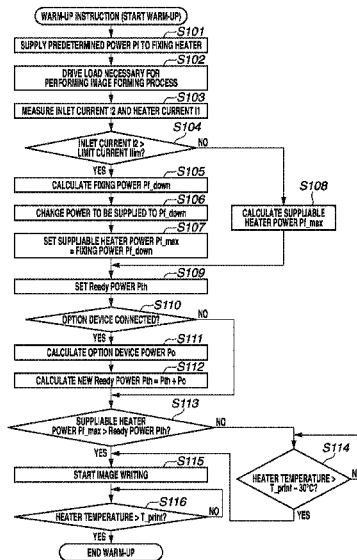 WARM-UP INSTRUCTION (START WARM-UP)
S101
SUPPLY PREDETERMINED POWER Pf TO FIXING HEATER
S102
DRIVE LOAD NECESSARY FOR
PERFORMING IMAGE FORMING PROCESS
S103
MEASURE INLET CURRENT I2 AND HEATER CURRENT I1
S104
INLET CURRENT I2 >
LIMIT CURRENT Ilim?
NO
YES
S105
CALCULATE FIXING POWER Pf_down
S106
CHANGE POWER TO BE SUPPLIED TO Pf_down
S107
SET SUPPLIABLE HEATER POWER Pf_max
= FIXING POWER Pf_down
S108
CALCULATE SUPPLIABLE
HEATER POWER Pf_max
S109
SET Ready POWER Pth
S110
OPTION DEVICE CONNECTED?
NO
YES
S111
CALCULATE OPTION DEVICE POWER Po
S112
CALCULATE NEW Ready POWER Pth = Pth + Po
S113
SUPPLIABLE HEATER
POWER Pf_max > Ready POWER Pth?
NO
YES
S114
HEATER TEMPERATURE >
T_print - 30°C?
NO
YES
S115
START IMAGE WRITING
S116
HEATER TEMPERATURE > T_print?
NO
YES
END WARM-UP